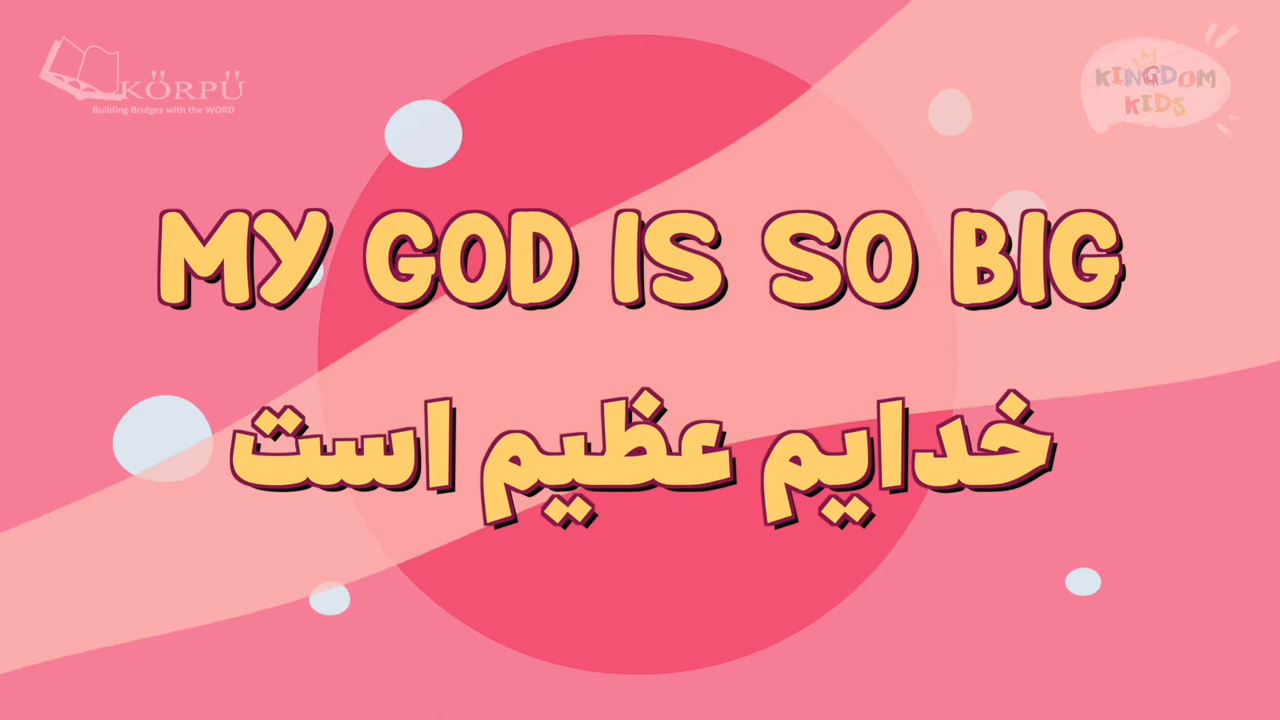 KÖRPÜ
Building Bridges with the WORD
KINGDOM
KIDS
MY GOD IS SO BIG
خدایم عظیم است